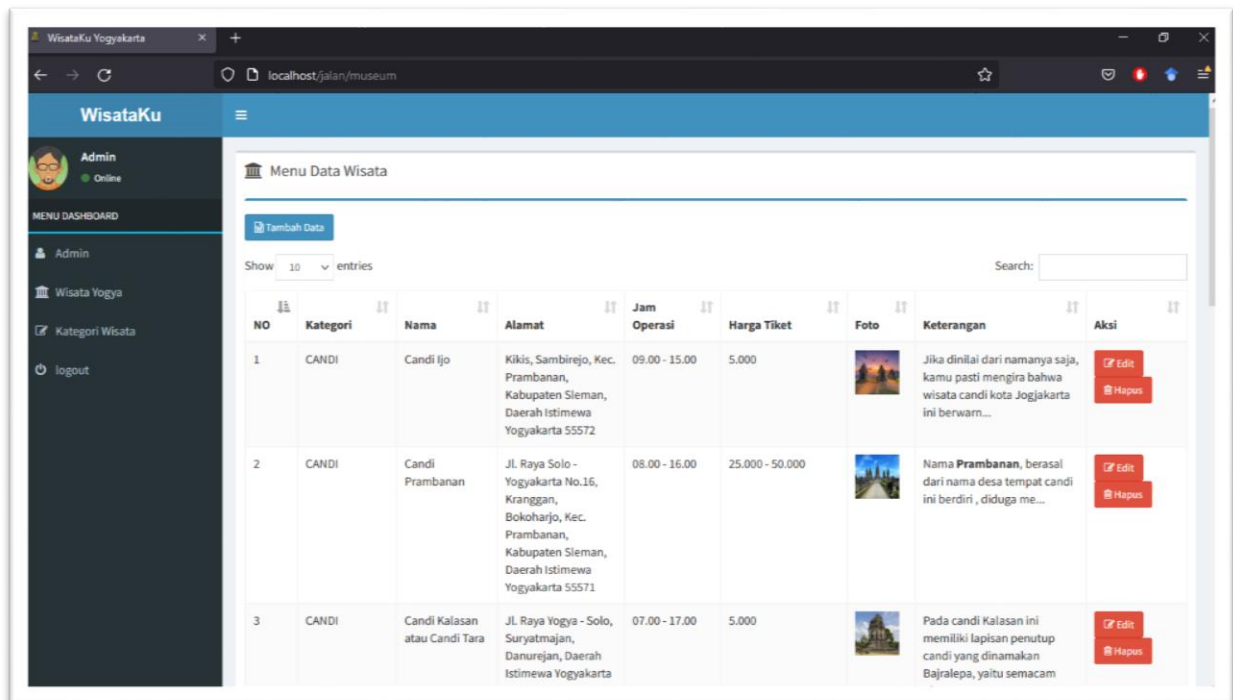 WisataKu Yogyakarta
localhost/jalan/museum
WisataKu
Admin
Online
MENU DASHBOARD
Admin
Wisata Yogya
Kategori Wisata
logout
Menu Data Wisata
Tambah Data
Show 10 entries
Search:
NO Kategori Nama Alamat Jam Operasi Harga Tiket Foto Keterangan Aksi
1 CANDI Candi Ijo Kikis, Sambirejo, Kec. 09.00 - 15.00 5.000 Jika dinilai dari namanya saja, Edit
Prambanan, kamu pasti mengira bahwa
Kabupaten Sleman, wisata candi kota Jogjakarta Hapus
Daerah Istimewa ini berwarn...
Yogyakarta 55572
2 CANDI Candi Jl. Raya Solo - 08.00 - 16.00 25.000 - 50.000 Nama Prambanan, berasal Edit
Prambanan Yogyakarta No.16, dari nama desa tempat candi
Kranggan, ini berdiri , diduga me... Hapus
Bokoharjo, Kec.
Prambanan,
Kabupaten Sleman,
Daerah Istimewa
Yogyakarta 55571
3 CANDI Candi Kalasan Jl. Raya Yogya - Solo, 07.00 - 17.00 5.000 Pada candi Kalasan ini Edit
atau Candi Tara Suryatmajan, memiliki lapisan penutup
Danurejan, Daerah candi yang dinamakan Hapus
Istimewa Yogyakarta Bajralepa, yaitu semacam